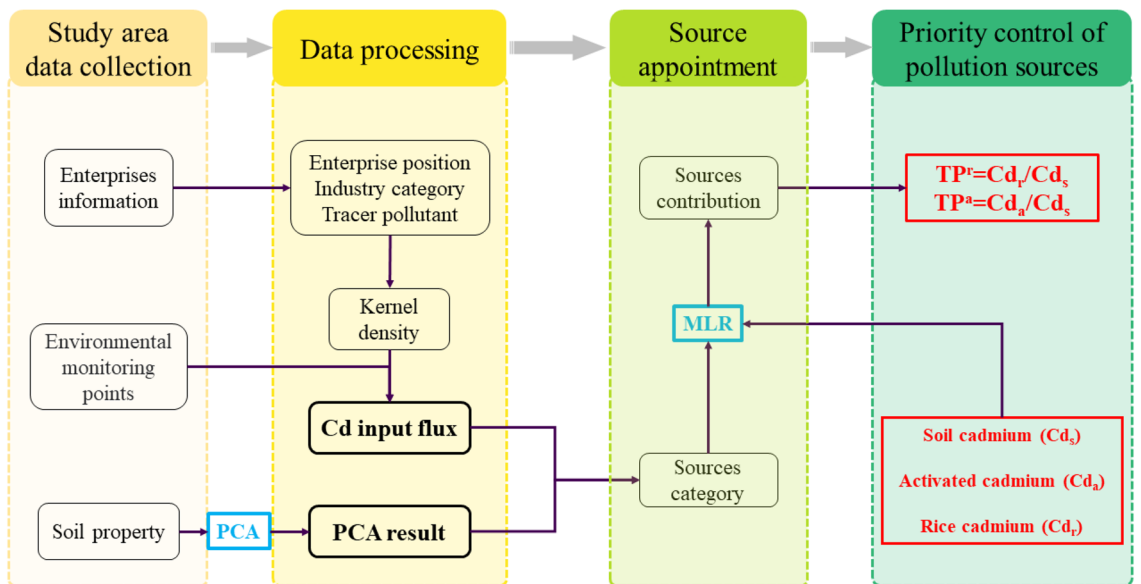 Study area
data collection
Data processing
Source
appointment
Priority control of
pollution sources
Enterprises
information
Enterprise position
Industry category
Tracer pollutant
Sources
contribution
TPʳ=Cdᵣ/Cdₛ
TPᵃ=Cdₐ/Cdₛ
Kernel
density
MLR
Environmental
monitoring
points
Cd input flux
Soil cadmium (Cdₛ)
Sources
category
Activated cadmium (Cdₐ)
Soil property
PCA
PCA result
Rice cadmium (Cdᵣ)